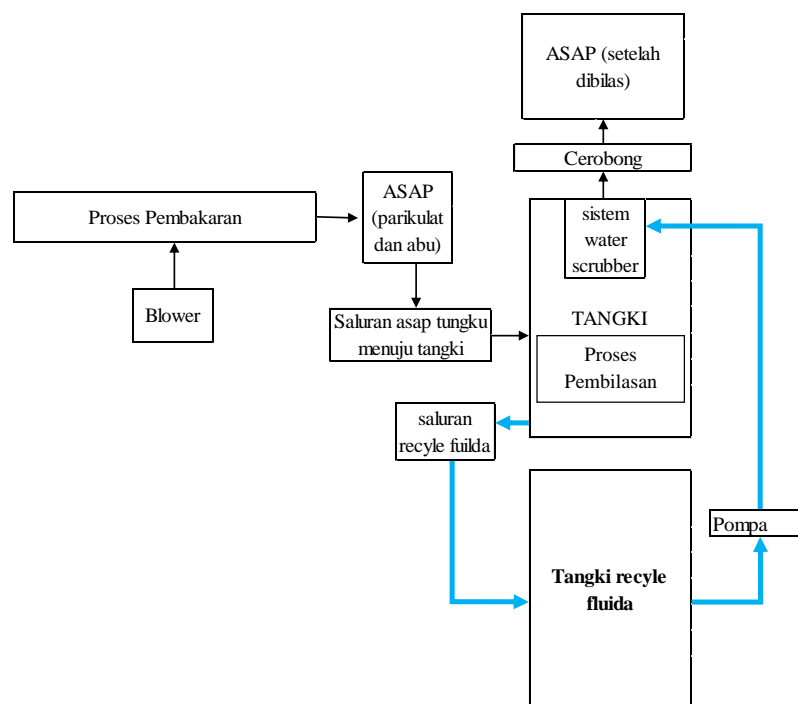 ASAP (setelah
dibilas)
Cerobong
ASAP
(parikulat
dan abu)
Proses Pembakaran
sistem
water
scrubber
Blower
Saluran asap tungku
menuju tangki
TANGKI
Proses
Pembilasan
saluran
recyle fuilda
Pompa
Tangki recyle
fluida